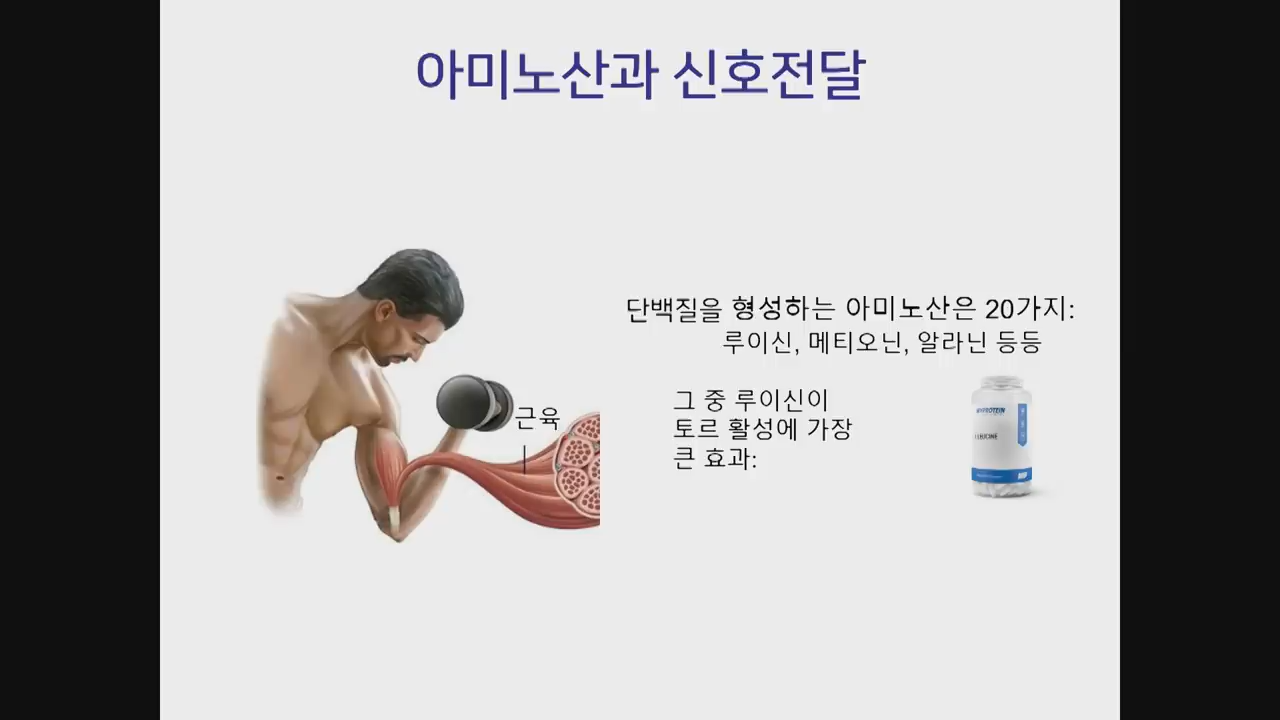 아미노산과 신호전달
단백질을 형성하는 아미노산은 20가지:
루이신, 메티오닌, 알라닌 등등
그 중 루이신이
토르 활성에 가장
큰 효과:
근육
MYPROTEIN
LEUCINE